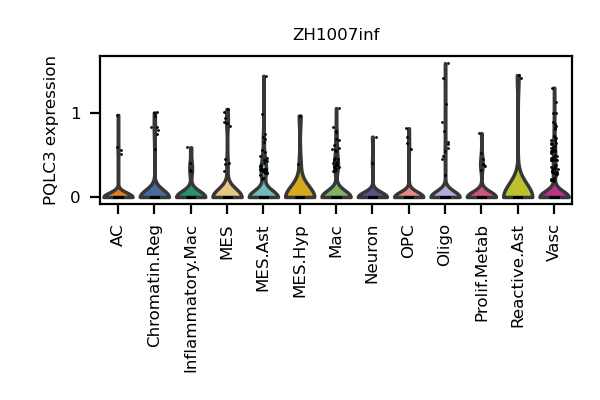 ZH1007inf
PQLC3 expression
1
0
AC
Chromatin.Reg
Inflammatory.Mac
MES
MES.Ast
MES.Hyp
Mac
Neuron
OPC
Oligo
Prolif.Metab
Reactive.Ast
Vasc